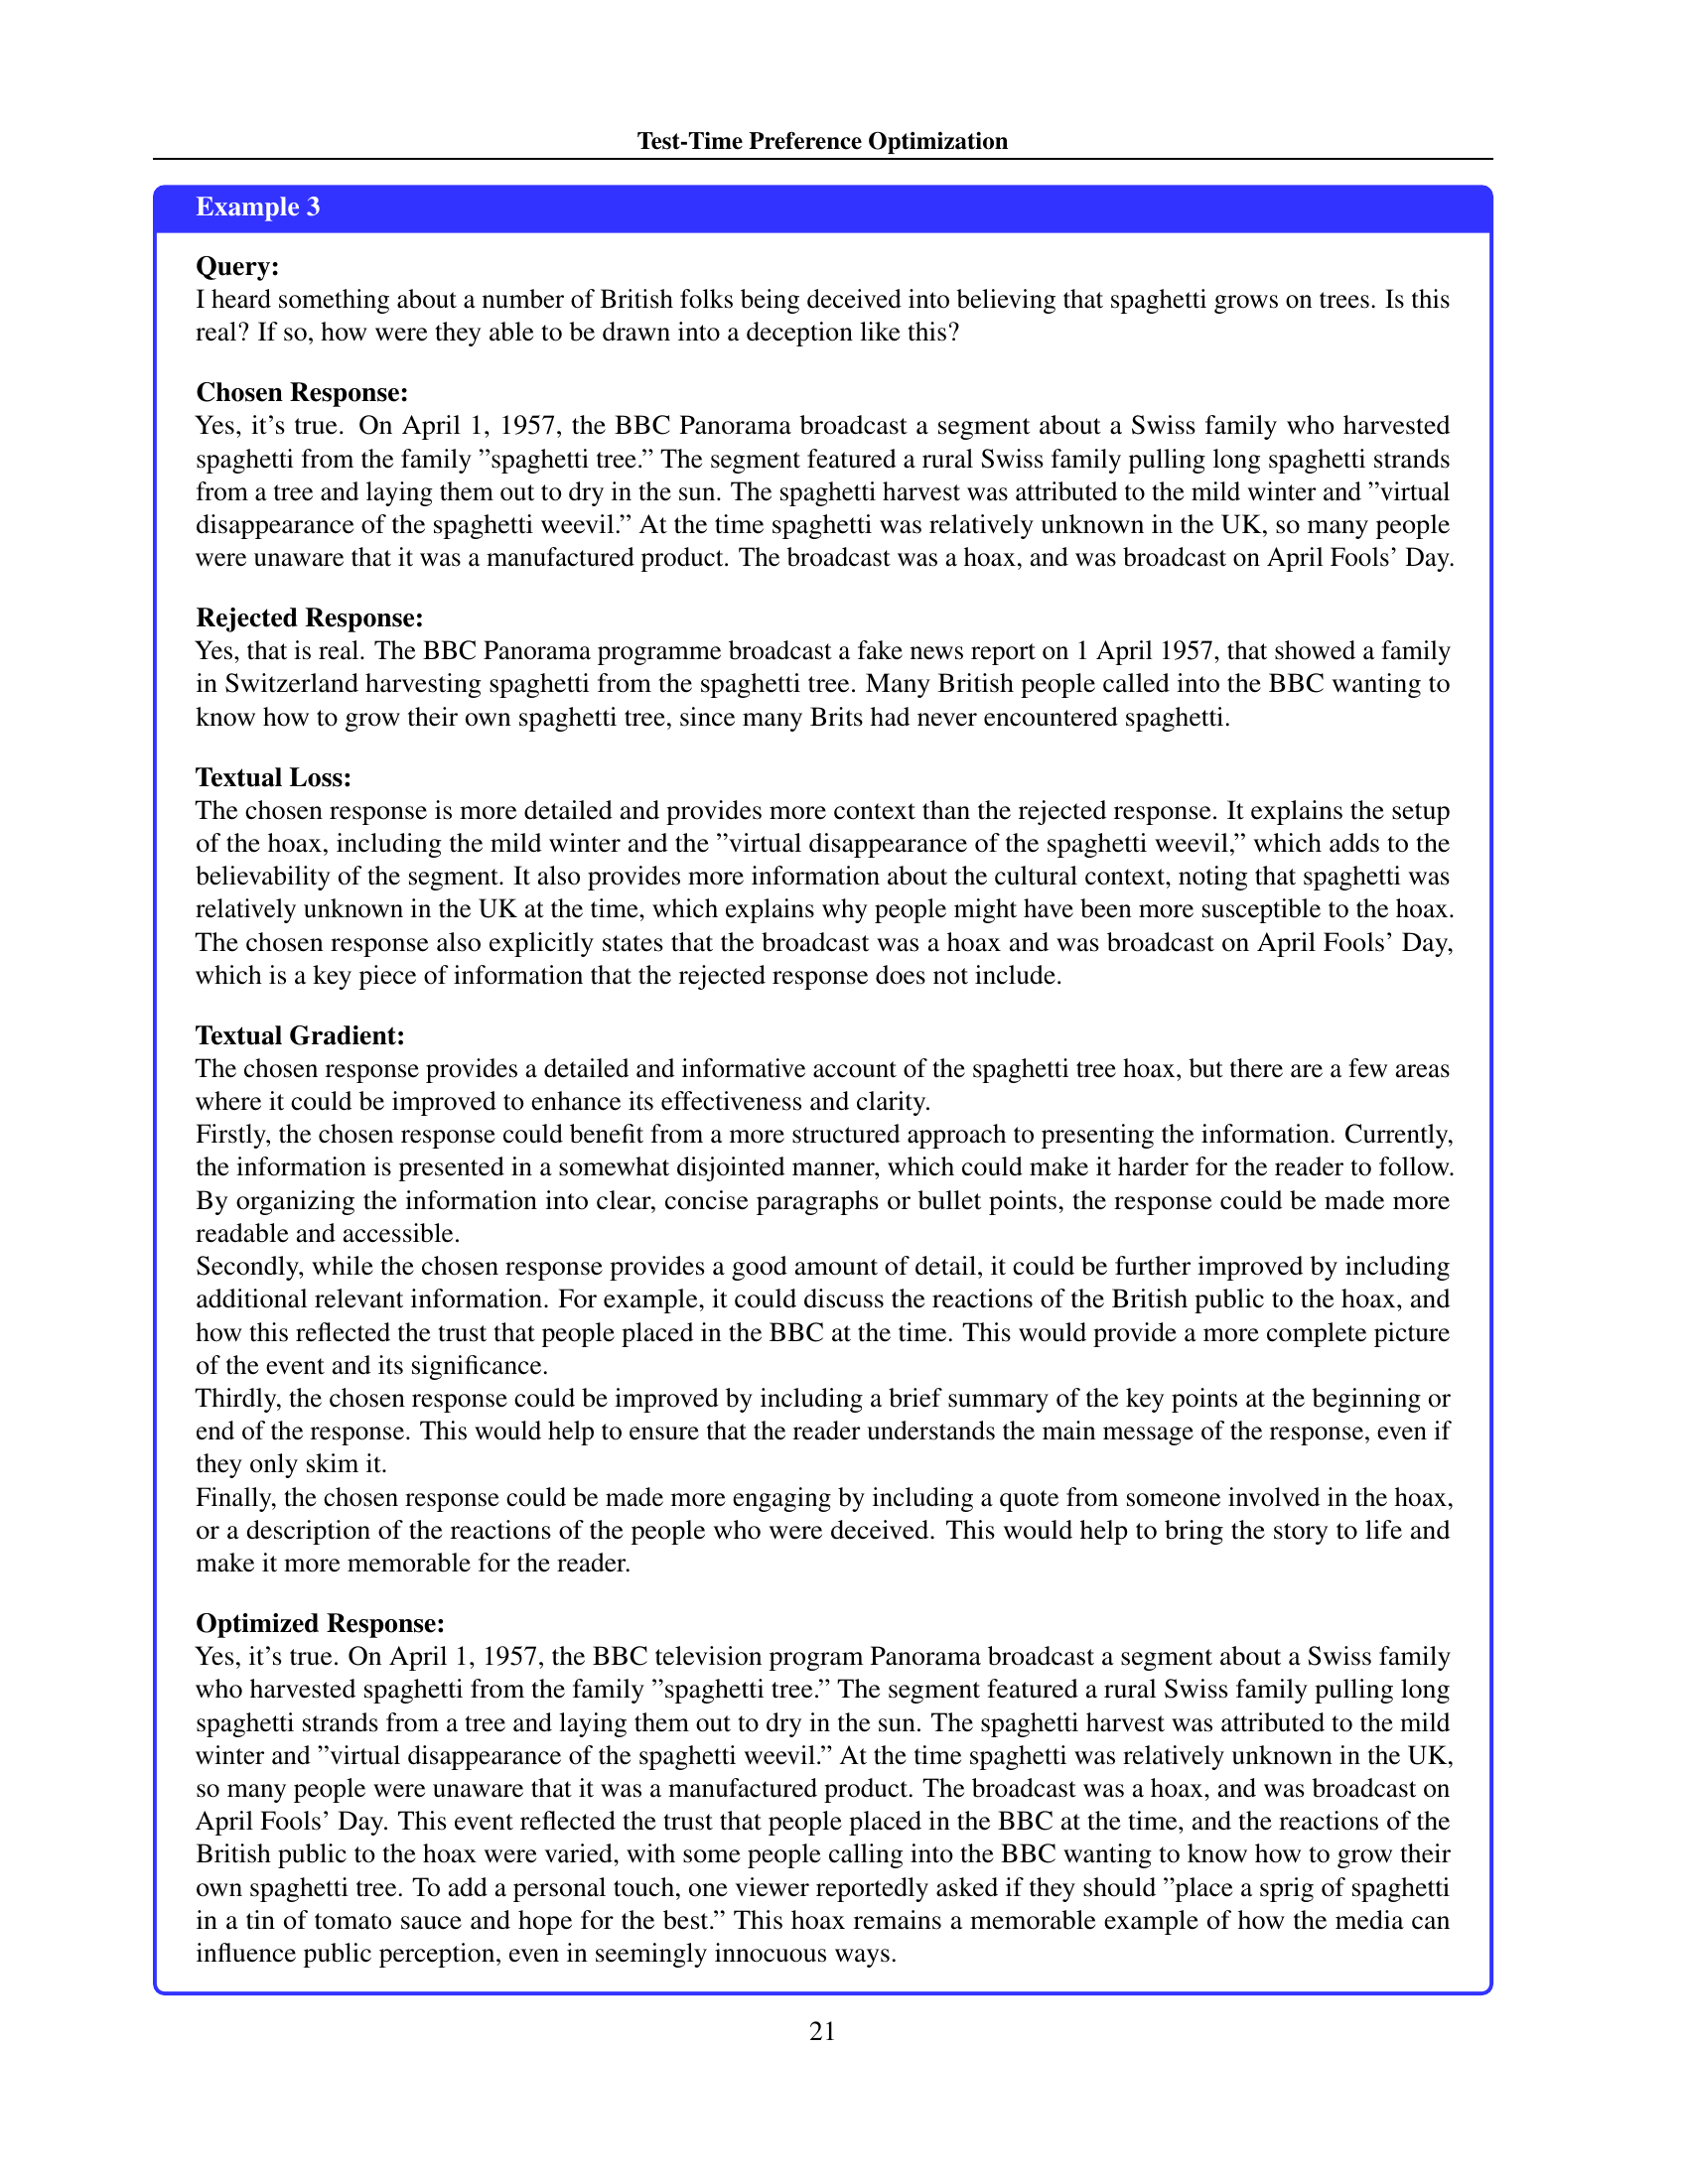 Test-Time Preference Optimization
Example 3
Query:
I heard something about a number of British folks being deceived into believing that spaghetti grows on trees. Is this
real? If so, how were they able to be drawn into a deception like this?
Chosen Response:
Yes, it's true. On April 1, 1957, the BBC Panorama broadcast a segment about a Swiss family who harvested
spaghetti from the family ”spaghetti tree.” The segment featured a rural Swiss family pulling long spaghetti strands
from a tree and laying them out to dry in the sun. The spaghetti harvest was attributed to the mild winter and ”virtual
disappearance of the spaghetti weevil.” At the time spaghetti was relatively unknown in the UK, so many people
were unaware that it was a manufactured product. The broadcast was a hoax, and was broadcast on April Fools’ Day.
Rejected Response:
Yes, that is real. The BBC Panorama programme broadcast a fake news report on 1 April 1957, that showed a family
in Switzerland harvesting spaghetti from the spaghetti tree. Many British people called into the BBC wanting to
know how to grow their own spaghetti tree, since many Brits had never encountered spaghetti.
Textual Loss:
The chosen response is more detailed and provides more context than the rejected response. It explains the setup
of the hoax, including the mild winter and the ”virtual disappearance of the spaghetti weevil,” which adds to the
believability of the segment. It also provides more information about the cultural context, noting that spaghetti was
relatively unknown in the UK at the time, which explains why people might have been more susceptible to the hoax.
The chosen response also explicitly states that the broadcast was a hoax and was broadcast on April Fools’ Day,
which is a key piece of information that the rejected response does not include.
Textual Gradient:
The chosen response provides a detailed and informative account of the spaghetti tree hoax, but there are a few areas
where it could be improved to enhance its effectiveness and clarity.
Firstly, the chosen response could benefit from a more structured approach to presenting the information. Currently,
the information is presented in a somewhat disjointed manner, which could make it harder for the reader to follow.
By organizing the information into clear, concise paragraphs or bullet points, the response could be made more
readable and accessible.
Secondly, while the chosen response provides a good amount of detail, it could be further improved by including
additional relevant information. For example, it could discuss the reactions of the British public to the hoax, and
how this reflected the trust that people placed in the BBC at the time. This would provide a more complete picture
of the event and its significance.
Thirdly, the chosen response could be improved by including a brief summary of the key points at the beginning or
end of the response. This would help to ensure that the reader understands the main message of the response, even if
they only skim it.
Finally, the chosen response could be made more engaging by including a quote from someone involved in the hoax,
or a description of the reactions of the people who were deceived. This would help to bring the story to life and
make it more memorable for the reader.
Optimized Response:
Yes, it’s true. On April 1, 1957, the BBC television program Panorama broadcast a segment about a Swiss family
who harvested spaghetti from the family ”spaghetti tree.” The segment featured a rural Swiss family pulling long
spaghetti strands from a tree and laying them out to dry in the sun. The spaghetti harvest was attributed to the mild
winter and ”virtual disappearance of the spaghetti weevil.” At the time spaghetti was relatively unknown in the UK,
so many people were unaware that it was a manufactured product. The broadcast was a hoax, and was broadcast on
April Fools’ Day. This event reflected the trust that people placed in the BBC at the time, and the reactions of the
British public to the hoax were varied, with some people calling into the BBC wanting to know how to grow their
own spaghetti tree. To add a personal touch, one viewer reportedly asked if they should ”place a sprig of spaghetti
in a tin of tomato sauce and hope for the best.” This hoax remains a memorable example of how the media can
influence public perception, even in seemingly innocuous ways.
21